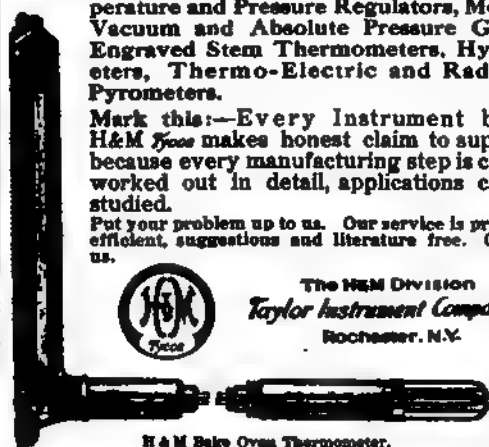 perature and Pressure Regulators, M
Vacuum and Absolute Pressure G
Engraved Stem Thermometers, Hy
eters, Thermo-Electric and Rad
Pyrometers.
Mark this:—Every Instrument b
H&M Tycos makes honest claim to sup
because every manufacturing step is c
worked out in detail, applications c
studied.
Put your problem up to us. Our service is pr
efficient, suggestions and literature free. C
us.
H&M
Tycos
The H&M Division
Taylor Instrument Compa
Rochester, N.Y.
H & M Bake Oven Thermometer.